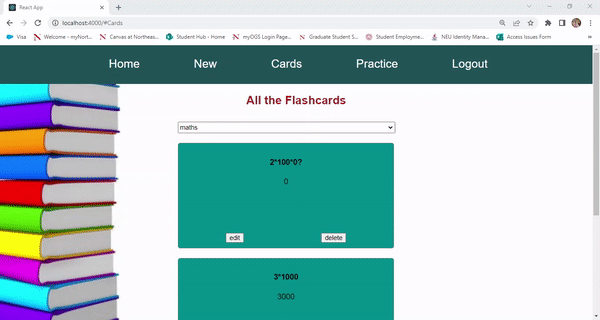 React App
localhost:4000/#Cards
Visa
Welcome - myNort...
Canvas at Northeas...
Student Hub - Home
myOGS Login Page...
Graduate Student S...
Student Employme...
NEU Identity Manag...
Access Issues Form
Home
New
Cards
Practice
Logout
All the Flashcards
maths
2*100*0?
0
edit
delete
3*1000
3000